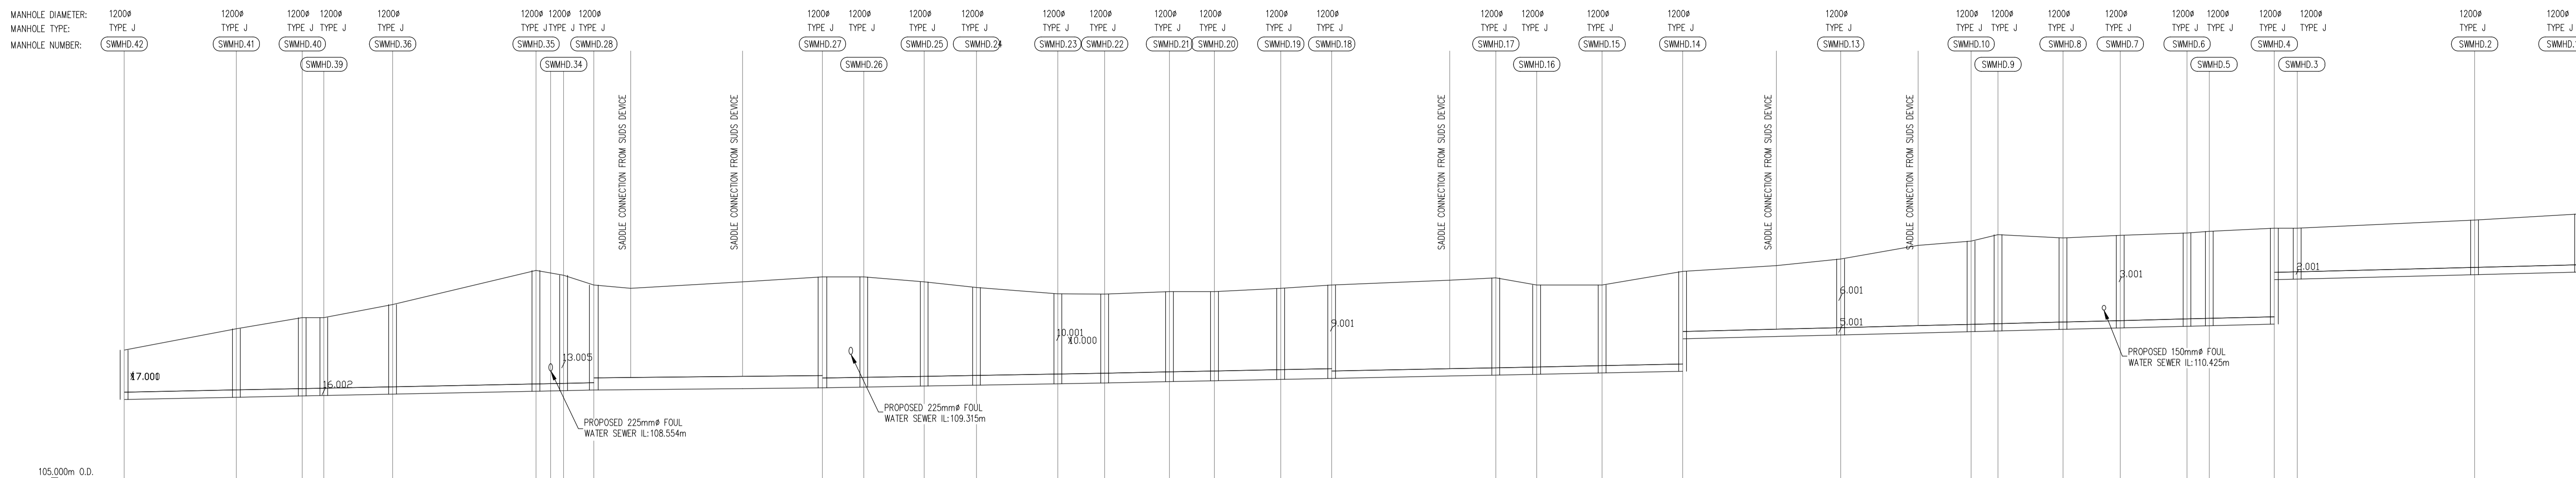 MANHOLE DIAMETER: 1200ø 1200ø 1200ø 1200ø 1200ø 1200ø 1200ø 1200ø 1200ø 1200ø 1200ø 1200ø 1200ø 1200ø 1200ø 1200ø 1200ø 1200ø 1200ø 1200ø 1200ø 1200ø 1200ø 1200ø 1200ø 1200ø 1200ø 1200ø 1200ø 1200ø 1200ø 1200ø 1200ø
MANHOLE TYPE: TYPE J TYPE J TYPE J TYPE J TYPE J TYPE J TYPE J TYPE J TYPE J TYPE J TYPE J TYPE J TYPE J TYPE J TYPE J TYPE J TYPE J TYPE J TYPE J TYPE J TYPE J TYPE J TYPE J TYPE J TYPE J TYPE J TYPE J TYPE J TYPE J TYPE J TYPE J TYPE J TYPE J
MANHOLE NUMBER: SWMHD.42 SWMHD.41 SWMHD.40 SWMHD.36 SWMHD.35 SWMHD.28 SWMHD.27 SWMHD.25 SWMHD.24 SWMHD.23 SWMHD.22 SWMHD.21 SWMHD.20 SWMHD.19 SWMHD.18 SWMHD.17 SWMHD.15 SWMHD.14 SWMHD.13 SWMHD.10 SWMHD.8 SWMHD.7 SWMHD.6 SWMHD.4 SWMHD.2
SWMHD.39 SWMHD.34 SWMHD.26 SWMHD.16 SWMHD.9 SWMHD.5 SWMHD.3
SADDLE CONNECTION FROM SUDS DEVICE
SADDLE CONNECTION FROM SUDS DEVICE
SADDLE CONNECTION FROM SUDS DEVICE
SADDLE CONNECTION FROM SUDS DEVICE
SADDLE CONNECTION FROM SUDS DEVICE
2.001
3.001
6.001
5.001
9.001
10.001
10.000
13.005
16.002
PROPOSED 150mmø FOUL
WATER SEWER IL:110.425m
PROPOSED 225mmø FOUL
WATER SEWER IL:109.315m
PROPOSED 225mmø FOUL
WATER SEWER IL:108.554m
105.000m O.D.